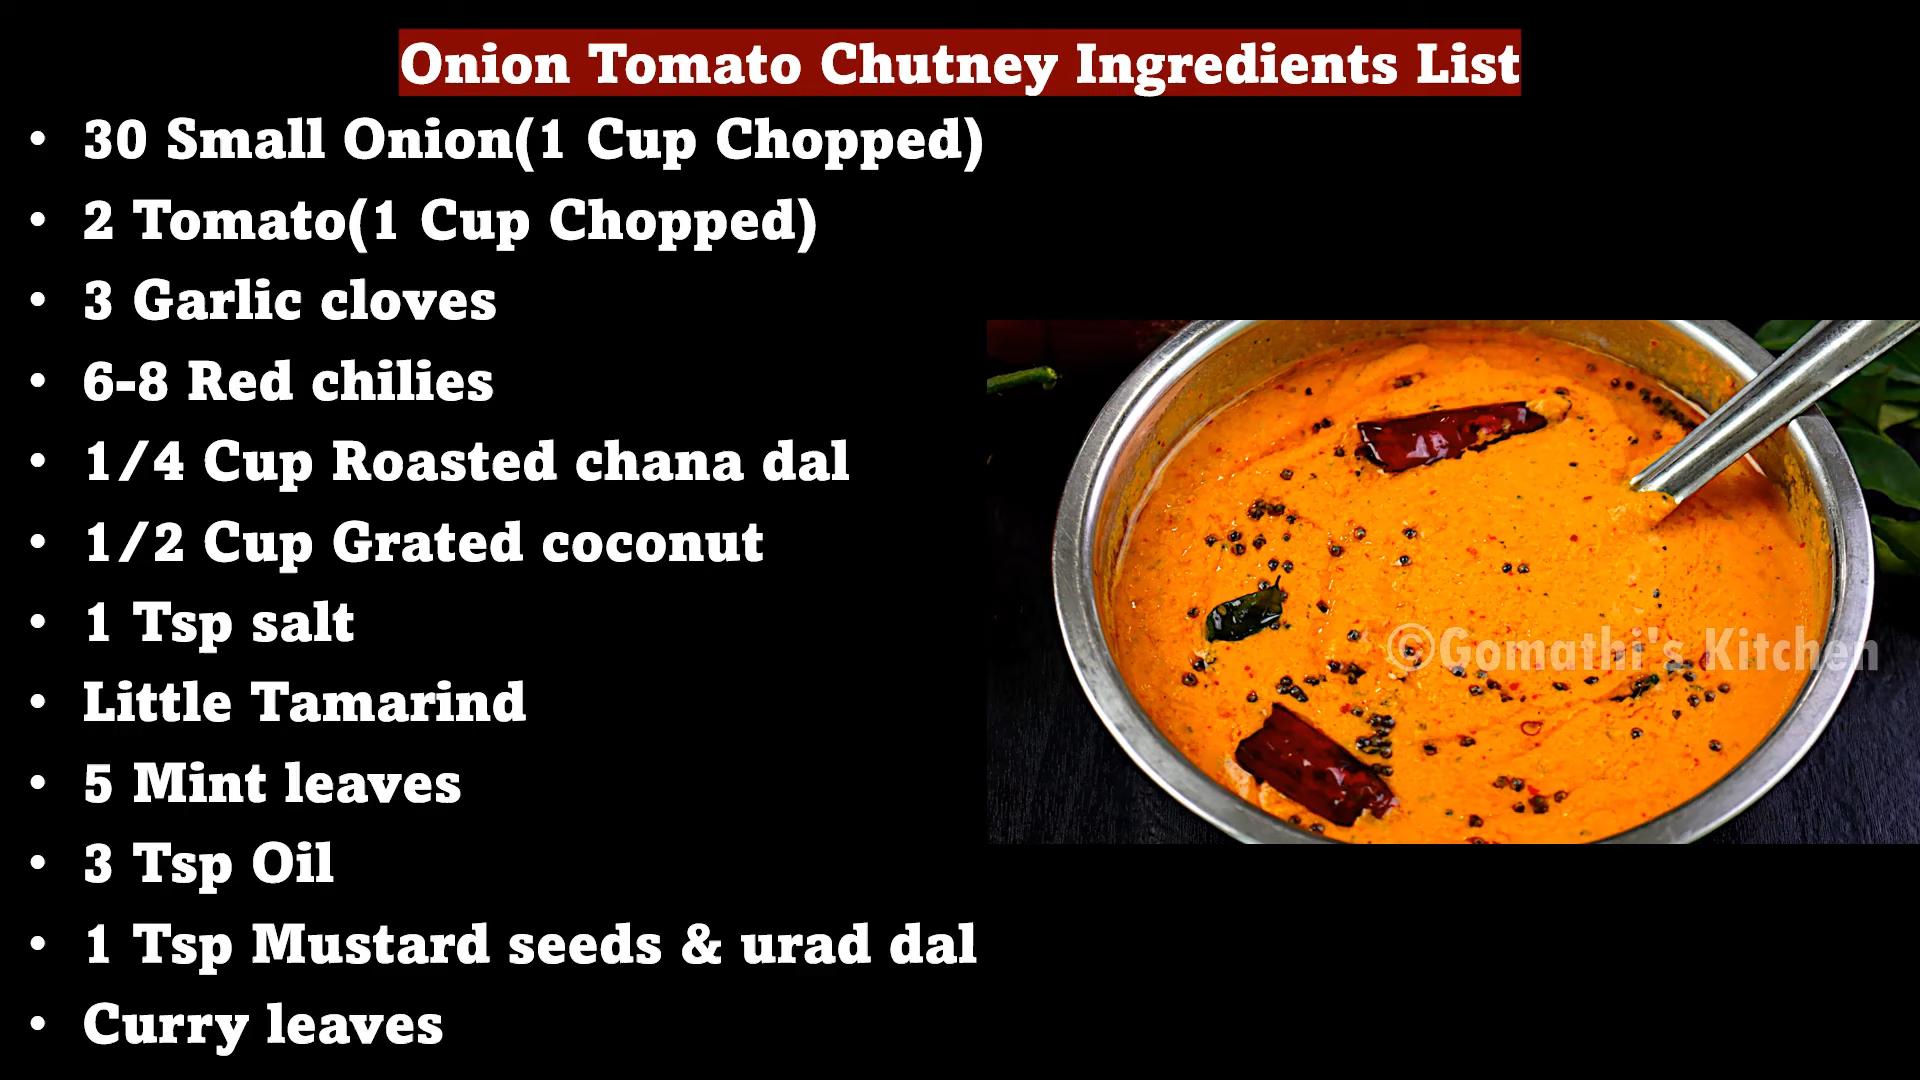 Onion Tomato Chutney Ingredients List
• 30 Small Onion(1 Cup Chopped)
• 2 Tomato(1 Cup Chopped)
• 3 Garlic cloves
• 6-8 Red chilies
• 1/4 Cup Roasted chana dal
• 1/2 Cup Grated coconut
• 1 Tsp salt
• Little Tamarind
• 5 Mint leaves
• 3 Tsp Oil
• 1 Tsp Mustard seeds & urad dal
• Curry leaves
©Gomathi's Kitchen